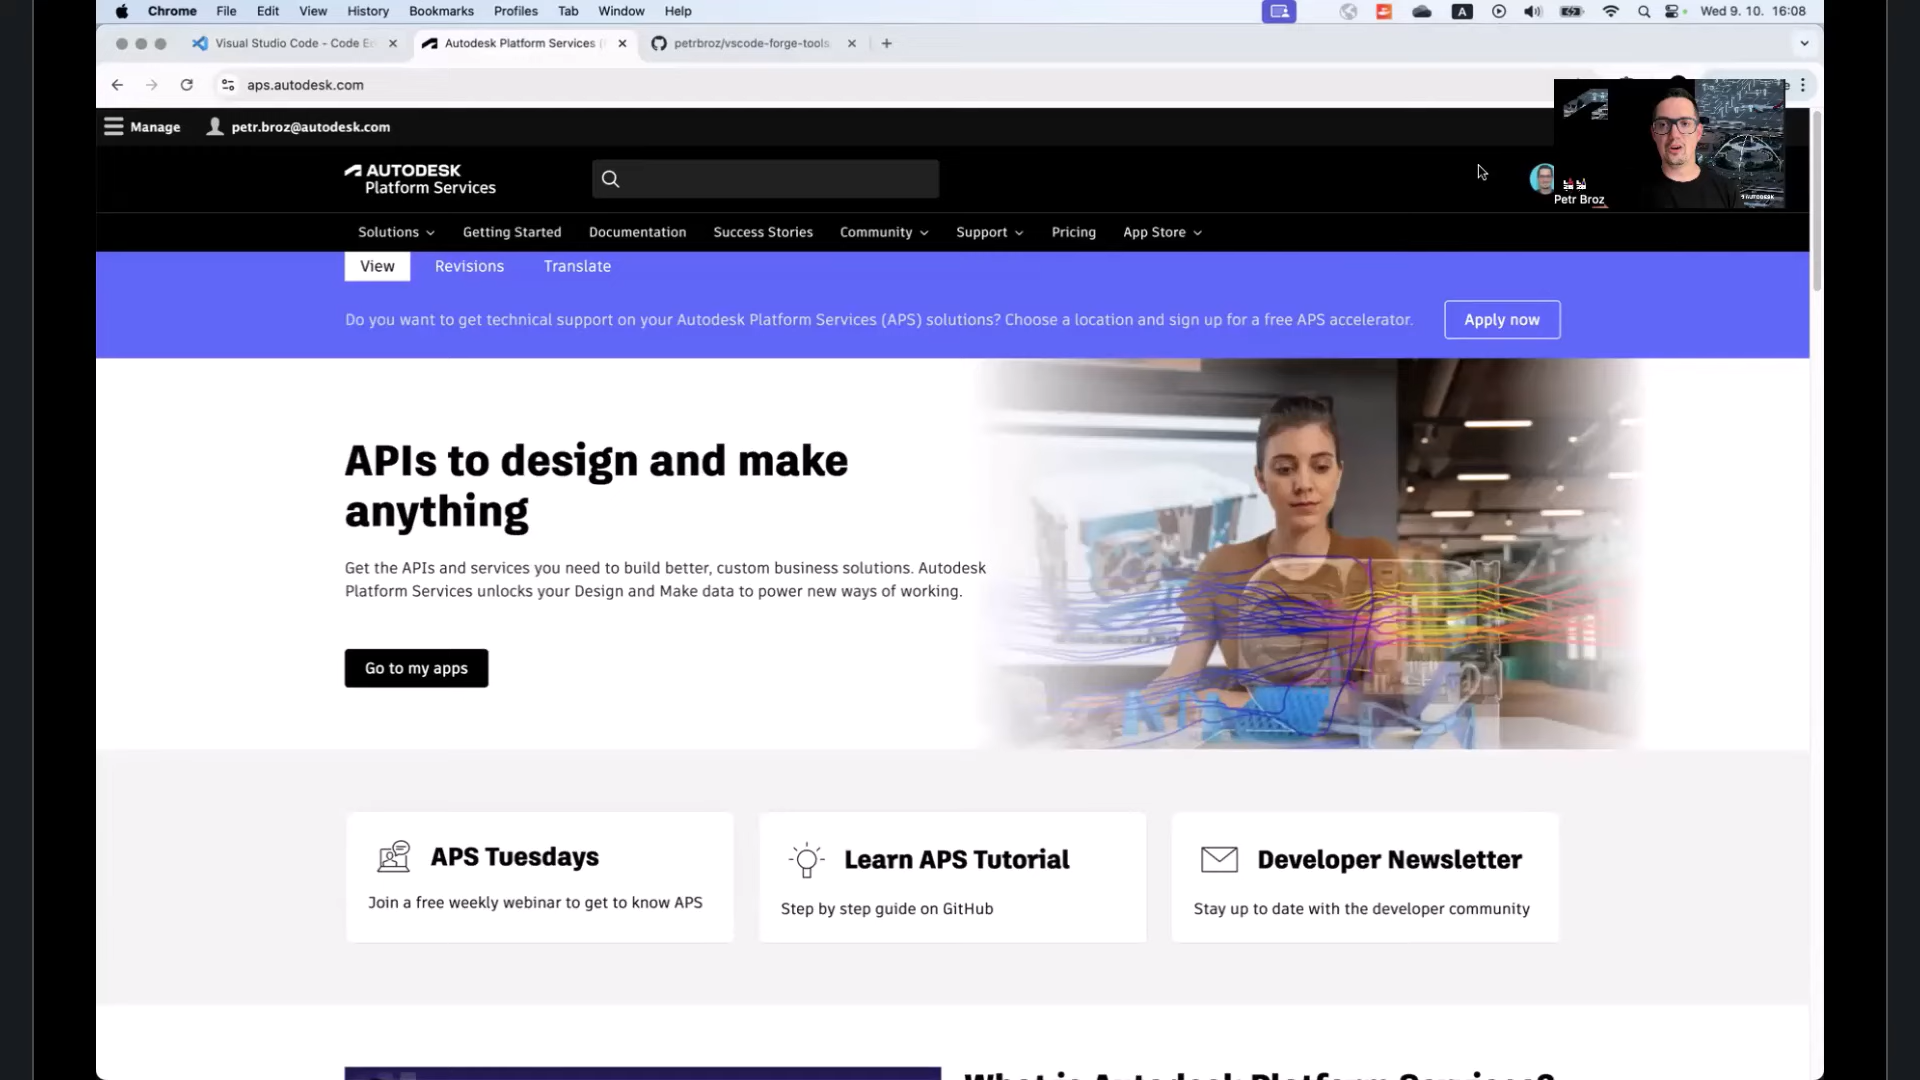 Chrome File Edit View History Bookmarks Profiles Tab Window Help
A Wed 9. 10. 16:08
Visual Studio Code - Code E
Autodesk Platform Services (
petrbroz/vscode-forge-tools
aps.autodesk.com
Manage petr.broz@autodesk.com
AUTODESK
Platform Services
Petr Broz
AUTODESK
Solutions Getting Started Documentation Success Stories Community Support Pricing App Store
View Revisions Translate
Do you want to get technical support on your Autodesk Platform Services (APS) solutions? Choose a location and sign up for a free APS accelerator.
Apply now
APIs to design and make
anything
Get the APIs and services you need to build better, custom business solutions. Autodesk
Platform Services unlocks your Design and Make data to power new ways of working.
Go to my apps
APS Tuesdays
Join a free weekly webinar to get to know APS
Learn APS Tutorial
Step by step guide on GitHub
Developer Newsletter
Stay up to date with the developer community
What is Autodesk Platform Services?